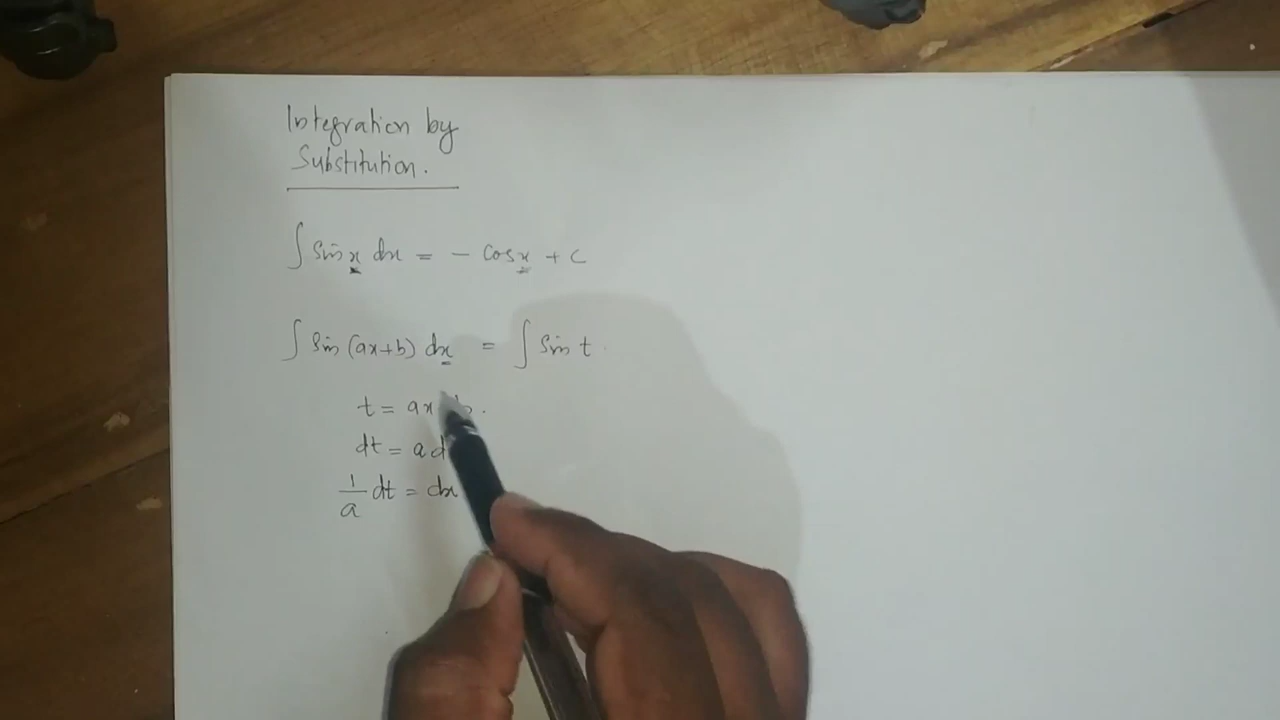 Integration by
Substitution.
∫ sin x dx = - cos x + c
∫ sin (ax+b) dx = ∫ sin t
t = ax b.
dt = a d
1/a dt = dx